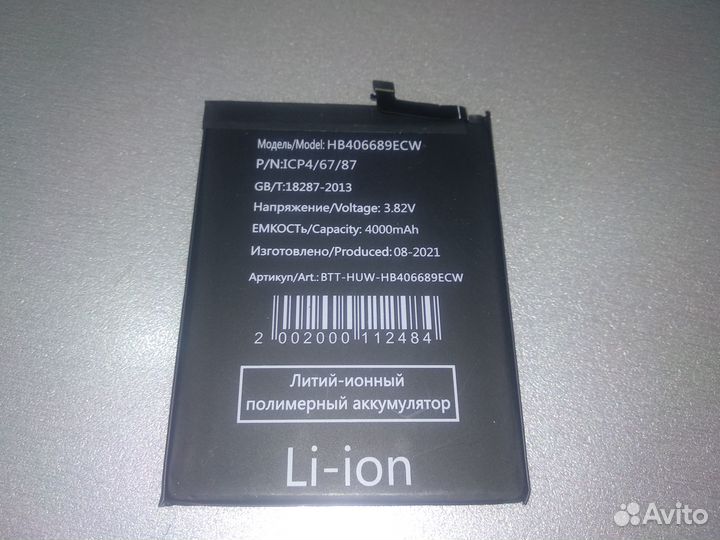 Модель/Model: HB406689ECW
P/N:ICP4/67/87
GB/T:18287-2013
Напряжение/Voltage: 3.82V
ЕМКОСТЬ/Capacity: 4000mAh
Изготовлено/Produced: 08-2021
Артикул/Art.: BTT-HUW-HB406689ECW
2 002000 112484
Литий-ионный
полимерный аккумулятор
Li-ion
Avito